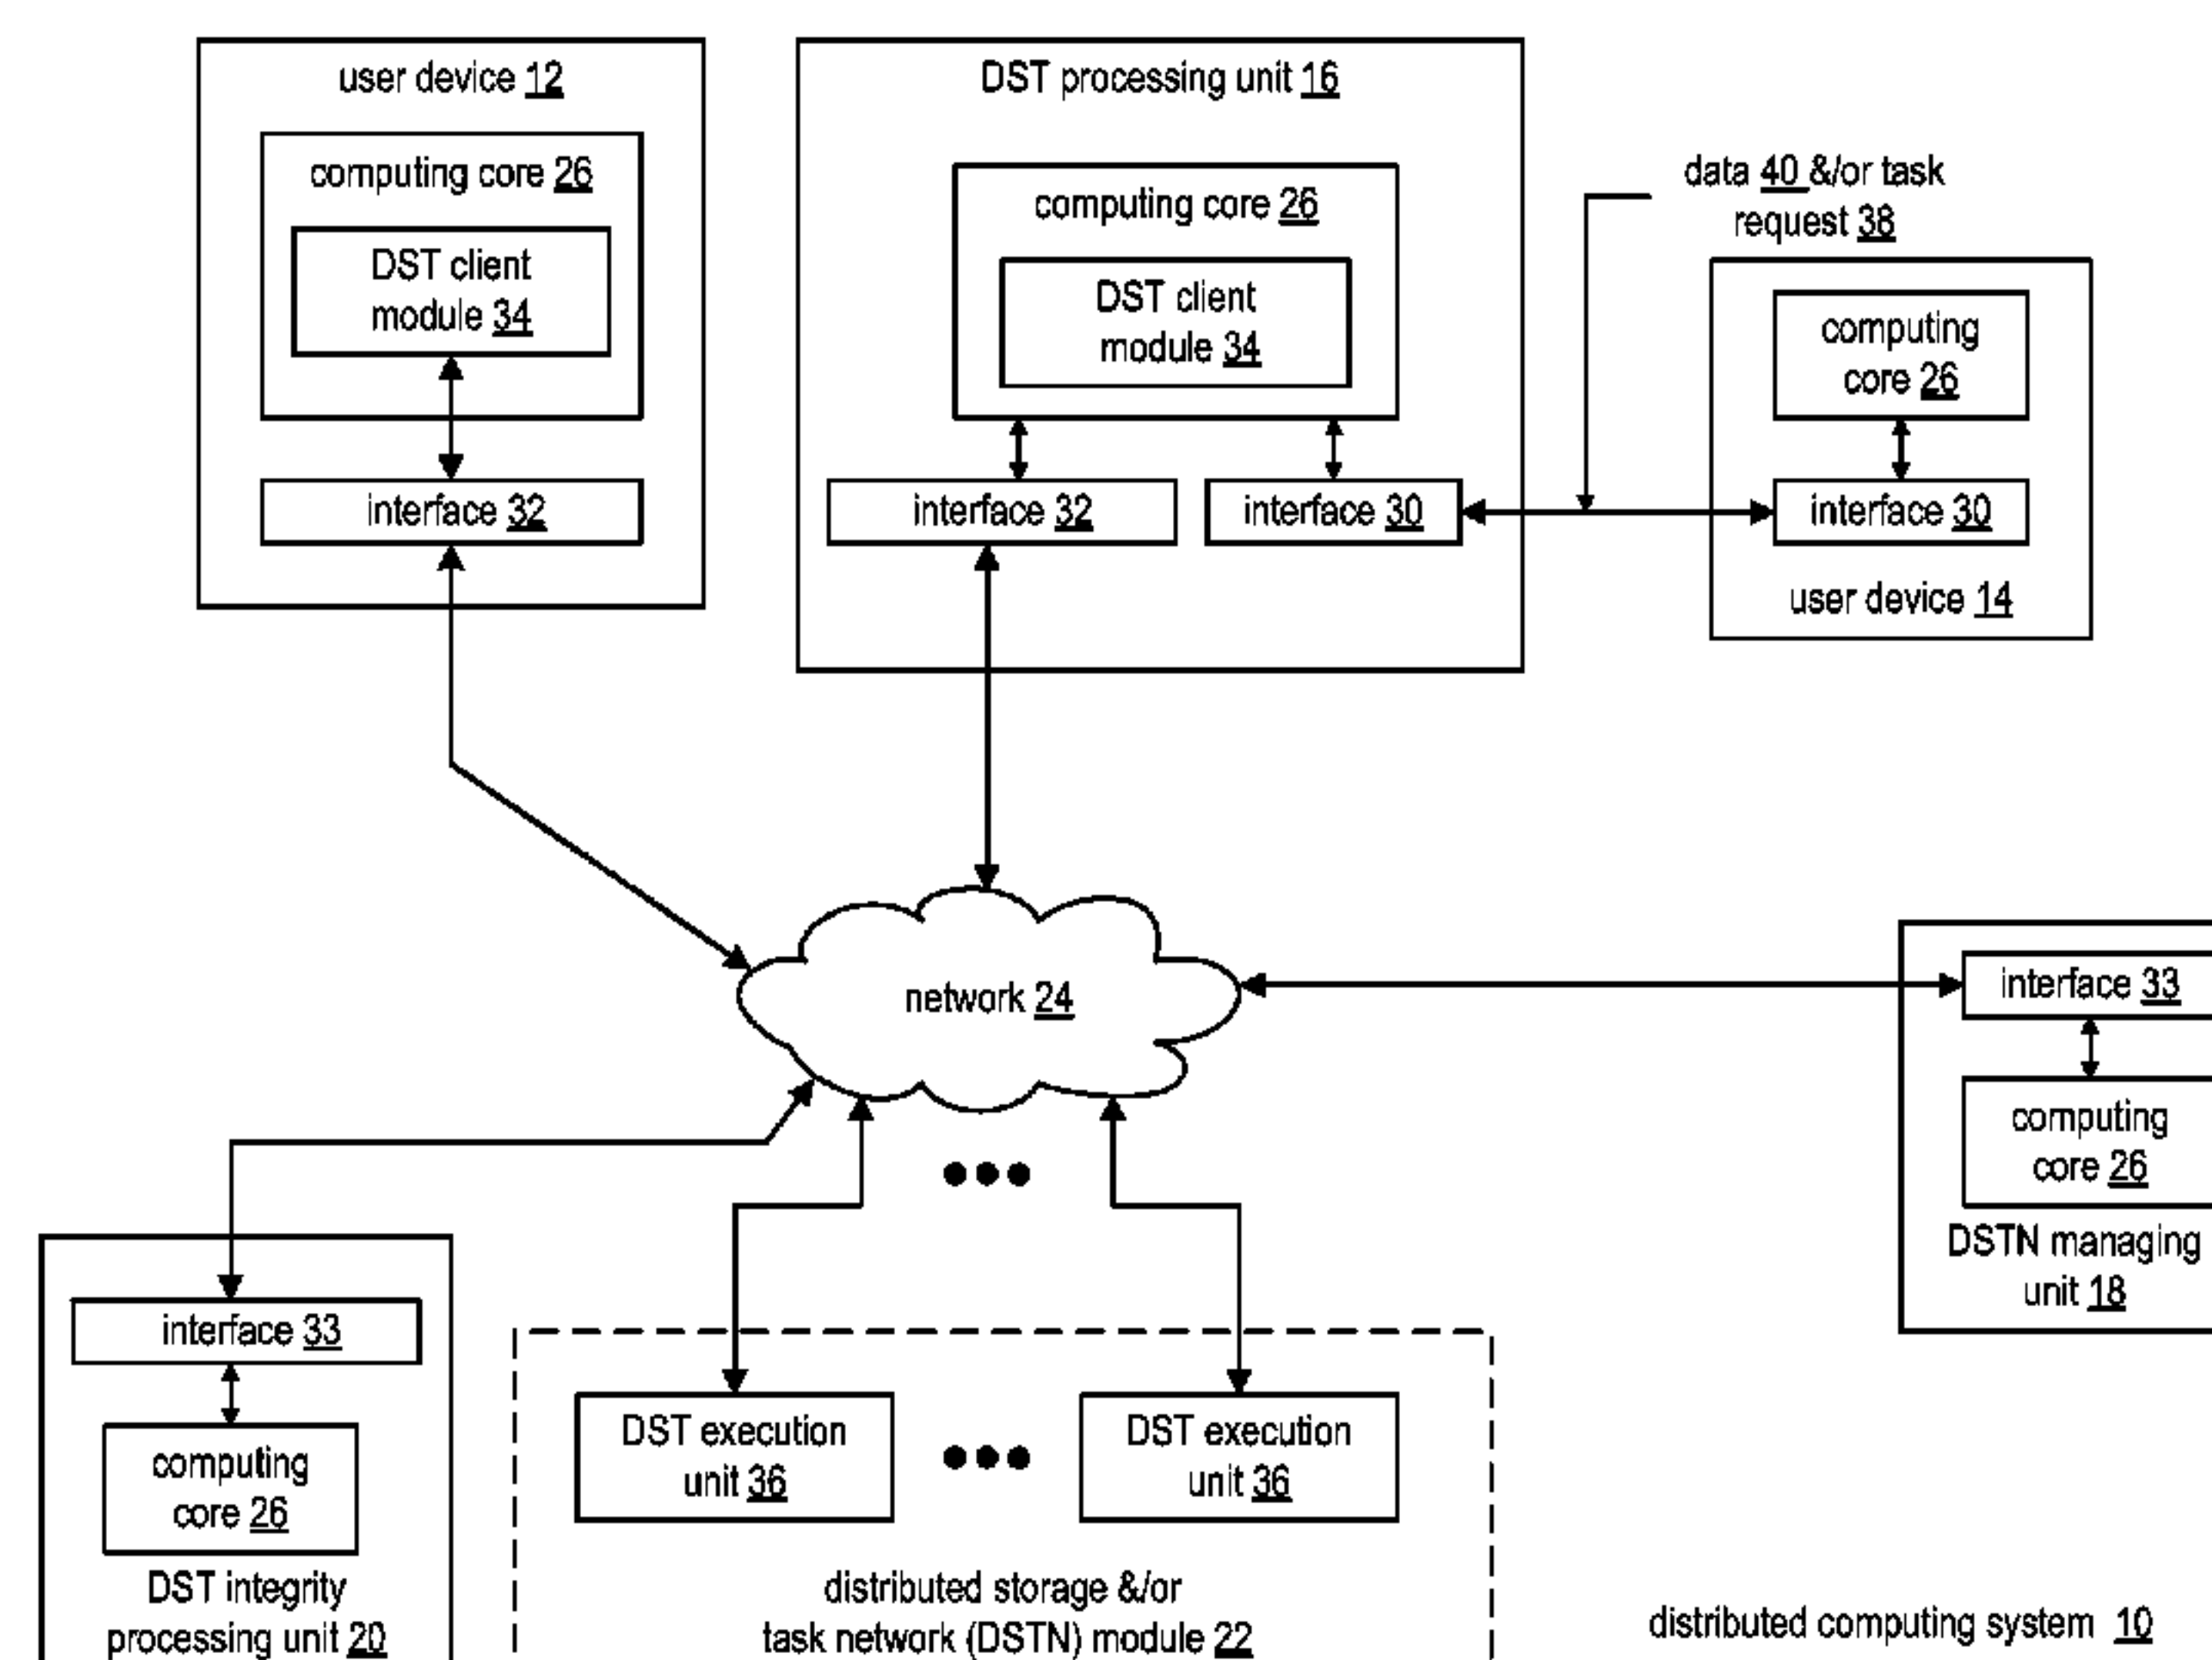 user device 12
computing core 26
DST client
module 34
interface 32
DST processing unit 16
computing core 26
DST client
module 34
interface 32
interface 30
data 40 &/or task
request 38
computing
core 26
interface 30
user device 14
network 24
interface 33
computing
core 26
DSTN managing
unit 18
interface 33
computing
core 26
DST integrity
processing unit 20
DST execution
unit 36
DST execution
unit 36
distributed storage &/or
task network (DSTN) module 22
distributed computing system 10